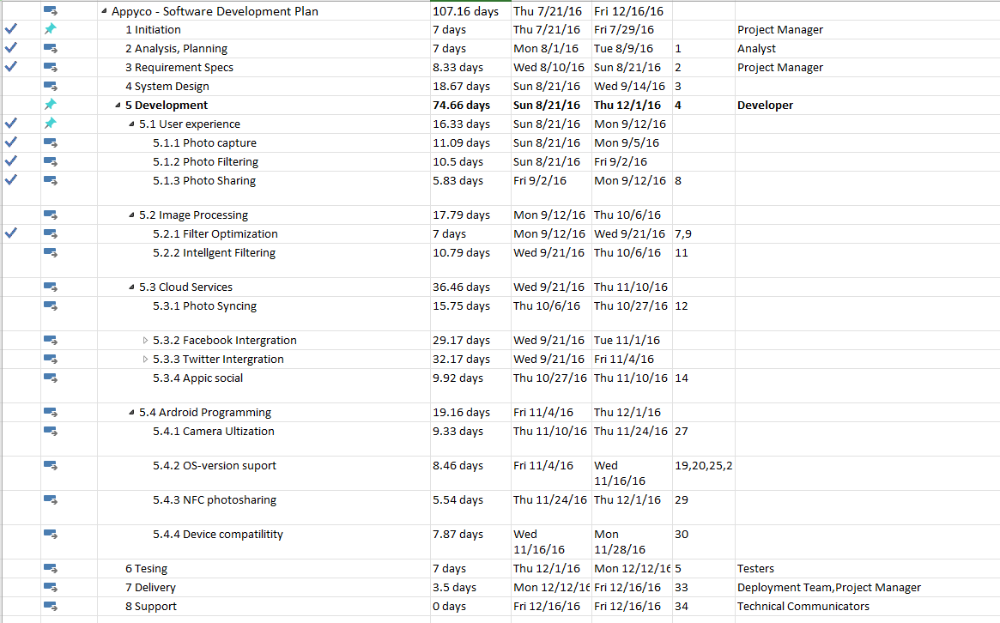 Appyco - Software Development Plan 107.16 days Thu 7/21/16 Fri 12/16/16
1 Initiation 7 days Thu 7/21/16 Fri 7/29/16 Project Manager
2 Analysis, Planning 7 days Mon 8/1/16 Tue 8/9/16 1 Analyst
3 Requirement Specs 8.33 days Wed 8/10/16 Sun 8/21/16 2 Project Manager
4 System Design 18.67 days Sun 8/21/16 Wed 9/14/16 3
5 Development 74.66 days Sun 8/21/16 Thu 12/1/16 4 Developer
5.1 User experience 16.33 days Sun 8/21/16 Mon 9/12/16
5.1.1 Photo capture 11.09 days Sun 8/21/16 Mon 9/5/16
5.1.2 Photo Filtering 10.5 days Sun 8/21/16 Fri 9/2/16
5.1.3 Photo Sharing 5.83 days Fri 9/2/16 Mon 9/12/16 8
5.2 Image Processing 17.79 days Mon 9/12/16 Thu 10/6/16
5.2.1 Filter Optimization 7 days Mon 9/12/16 Wed 9/21/16 7,9
5.2.2 Intellgent Filtering 10.79 days Wed 9/21/16 Thu 10/6/16 11
5.3 Cloud Services 36.46 days Wed 9/21/16 Thu 11/10/16
5.3.1 Photo Syncing 15.75 days Thu 10/6/16 Thu 10/27/16 12
5.3.2 Facebook Intergration 29.17 days Wed 9/21/16 Tue 11/1/16
5.3.3 Twitter Intergration 32.17 days Wed 9/21/16 Fri 11/4/16
5.3.4 Appic social 9.92 days Thu 10/27/16 Thu 11/10/16 14
5.4 Ardroid Programming 19.16 days Fri 11/4/16 Thu 12/1/16
5.4.1 Camera Ultization 9.33 days Thu 11/10/16 Thu 11/24/16 27
5.4.2 OS-version suport 8.46 days Fri 11/4/16 Wed 19,20,25,2
11/16/16
5.4.3 NFC photosharing 5.54 days Thu 11/24/16 Thu 12/1/16 29
5.4.4 Device compatilitity 7.87 days Wed Mon 30
11/16/16 11/28/16
6 Tesing 7 days Thu 12/1/16 Mon 12/12/16 5 Testers
7 Delivery 3.5 days Mon 12/12/16 Fri 12/16/16 33 Deployment Team,Project Manager
8 Support 0 days Fri 12/16/16 Fri 12/16/16 34 Technical Communicators